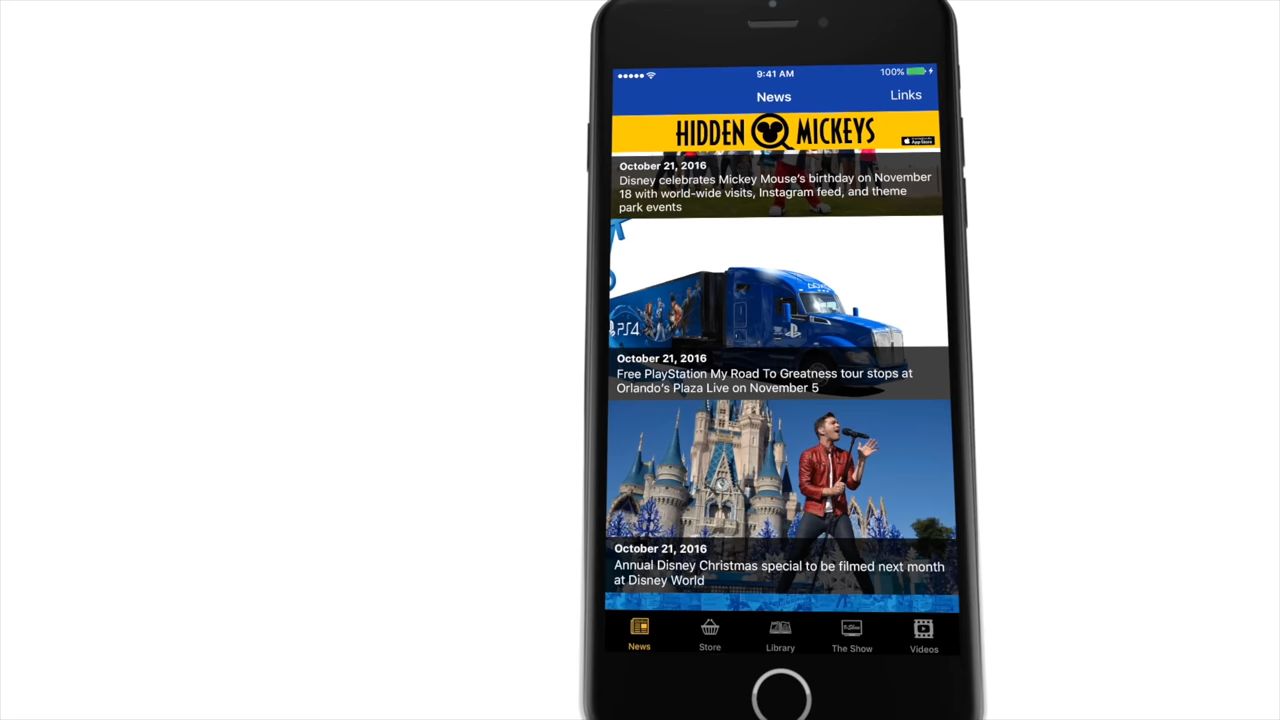 9:41 AM
100%
News
Links
HIDDEN MICKEYS
App Store
October 21, 2016
Disney celebrates Mickey Mouse's birthday on November
18 with world-wide visits, Instagram feed, and theme
park events
PS4
October 21, 2016
Free PlayStation My Road To Greatness tour stops at
Orlando's Plaza Live on November 5
October 21, 2016
Annual Disney Christmas special to be filmed next month
at Disney World
News
Store
Library
The Show
Videos